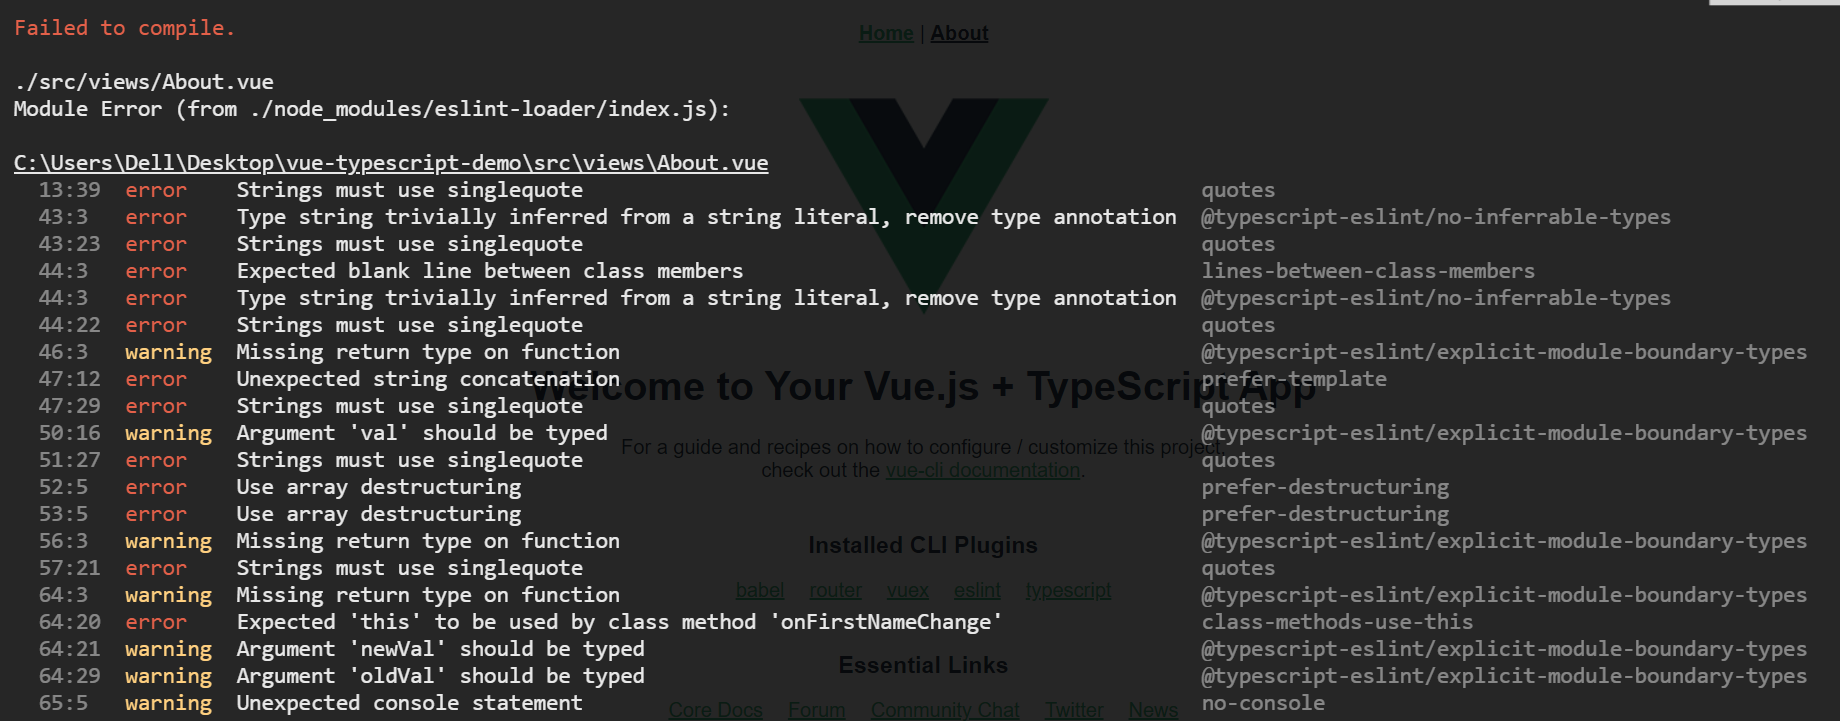 Failed to compile.
Home | About
./src/views/About.vue
Module Error (from ./node_modules/eslint-loader/index.js):
C:\Users\Dell\Desktop\vue-typescript-demo\src\views\About.vue
13:39 error Strings must use singlequote quotes
43:3 error Type string trivially inferred from a string literal, remove type annotation @typescript-eslint/no-inferrable-types
43:23 error Strings must use singlequote quotes
44:3 error Expected blank line between class members lines-between-class-members
44:3 error Type string trivially inferred from a string literal, remove type annotation @typescript-eslint/no-inferrable-types
44:22 error Strings must use singlequote quotes
46:3 warning Missing return type on function @typescript-eslint/explicit-module-boundary-types
47:12 error Unexpected string concatenation prefer-template
Welcome to Your Vue.js + TypeScript App
47:29 error Strings must use singlequote quotes
50:16 warning Argument 'val' should be typed @typescript-eslint/explicit-module-boundary-types
For a guide and recipes on how to configure / customize this project,
51:27 error Strings must use singlequote quotes
check out the vue-cli documentation.
52:5 error Use array destructuring prefer-destructuring
53:5 error Use array destructuring prefer-destructuring
56:3 warning Missing return type on function @typescript-eslint/explicit-module-boundary-types
Installed CLI Plugins
57:21 error Strings must use singlequote quotes
babel router vuex eslint typescript
64:3 warning Missing return type on function @typescript-eslint/explicit-module-boundary-types
64:20 error Expected 'this' to be used by class method 'onFirstNameChange' class-methods-use-this
64:21 warning Argument 'newVal' should be typed @typescript-eslint/explicit-module-boundary-types
Essential Links
64:29 warning Argument 'oldVal' should be typed @typescript-eslint/explicit-module-boundary-types
65:5 warning Unexpected console statement no-console
Core Docs Forum Community Chat Twitter News